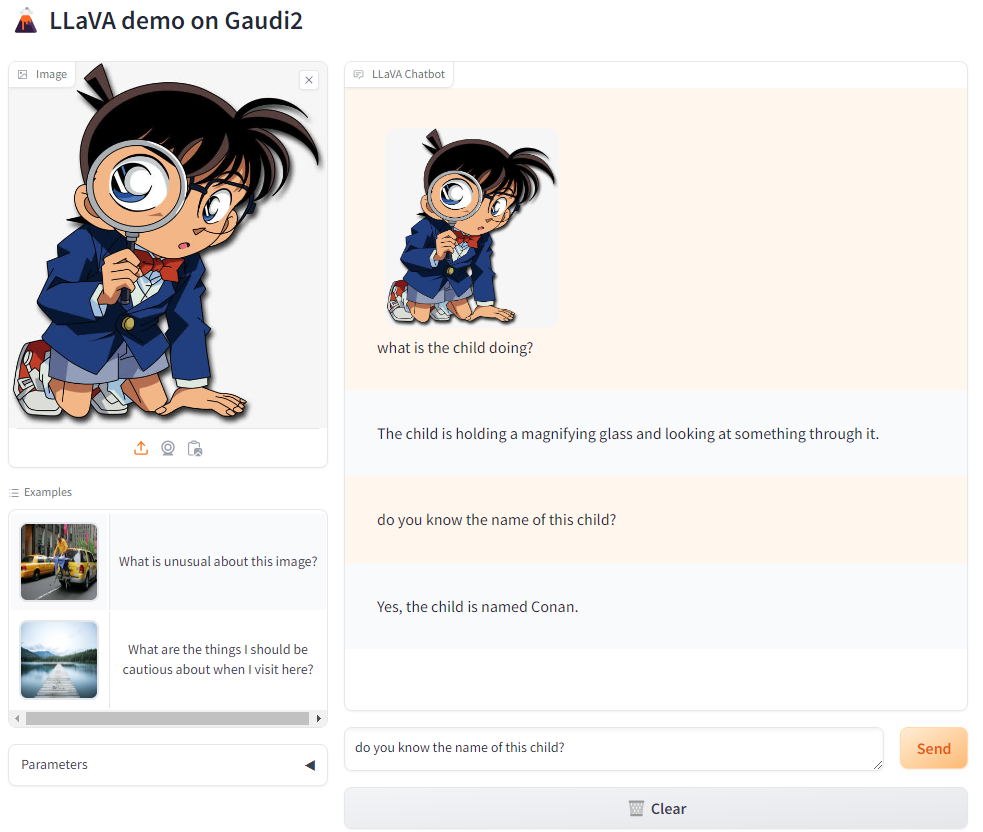 LLaVA demo on Gaudi2
Image
LLaVA Chatbot
what is the child doing?
The child is holding a magnifying glass and looking at something through it.
do you know the name of this child?
Yes, the child is named Conan.
Examples
What is unusual about this image?
What are the things I should be
cautious about when I visit here?
Parameters
do you know the name of this child?
Send
Clear